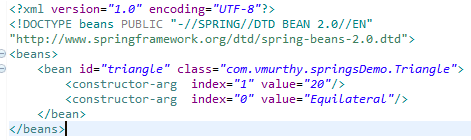 <?xml version="1.0" encoding="UTF-8"?>
<!DOCTYPE beans PUBLIC "-//SPRING//DTD BEAN 2.0//EN"
"http://www.springframework.org/dtd/spring-beans-2.0.dtd">
<beans>
<bean id="triangle" class="com.vmurthy.springsDemo.Triangle">
<constructor-arg  index="1" value="20"/>
<constructor-arg  index="0" value="Equilateral"/>
</bean>
</beans>